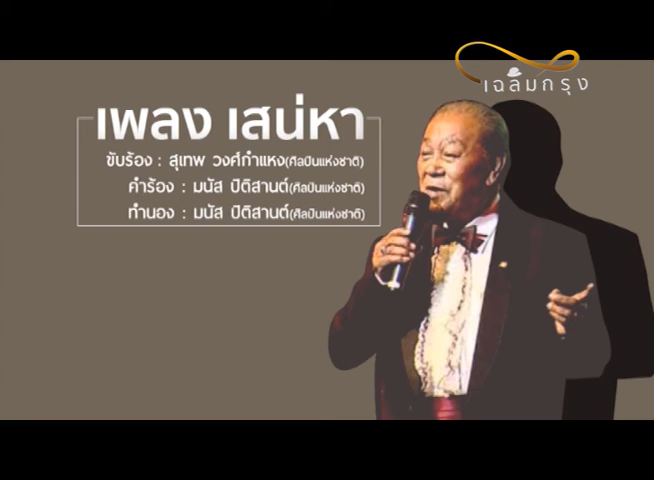 เฉลิมกรุง
เพลง เสน่หา
ขับร้อง : สุเทพ วงศ์กำแหง(ศิลปินแห่งชาติ)
คำร้อง : มนัส ปิติสานต์(ศิลปินแห่งชาติ)
ทำนอง : มนัส ปิติสานต์(ศิลปินแห่งชาติ)